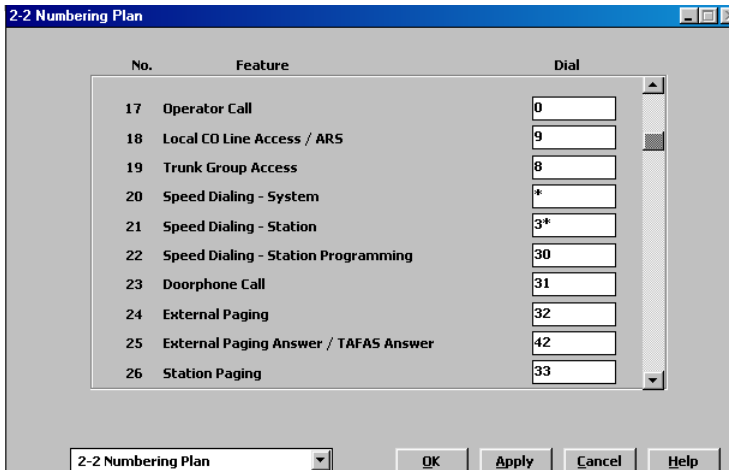 2-2 Numbering Plan
No. Feature Dial
17 Operator Call 0
18 Local CO Line Access / ARS 9
19 Trunk Group Access 8
20 Speed Dialing - System *
21 Speed Dialing - Station 3*
22 Speed Dialing - Station Programming 30
23 Doorphone Call 31
24 External Paging 32
25 External Paging Answer / TAFAS Answer 42
26 Station Paging 33
2-2 Numbering Plan OK Apply Cancel Help